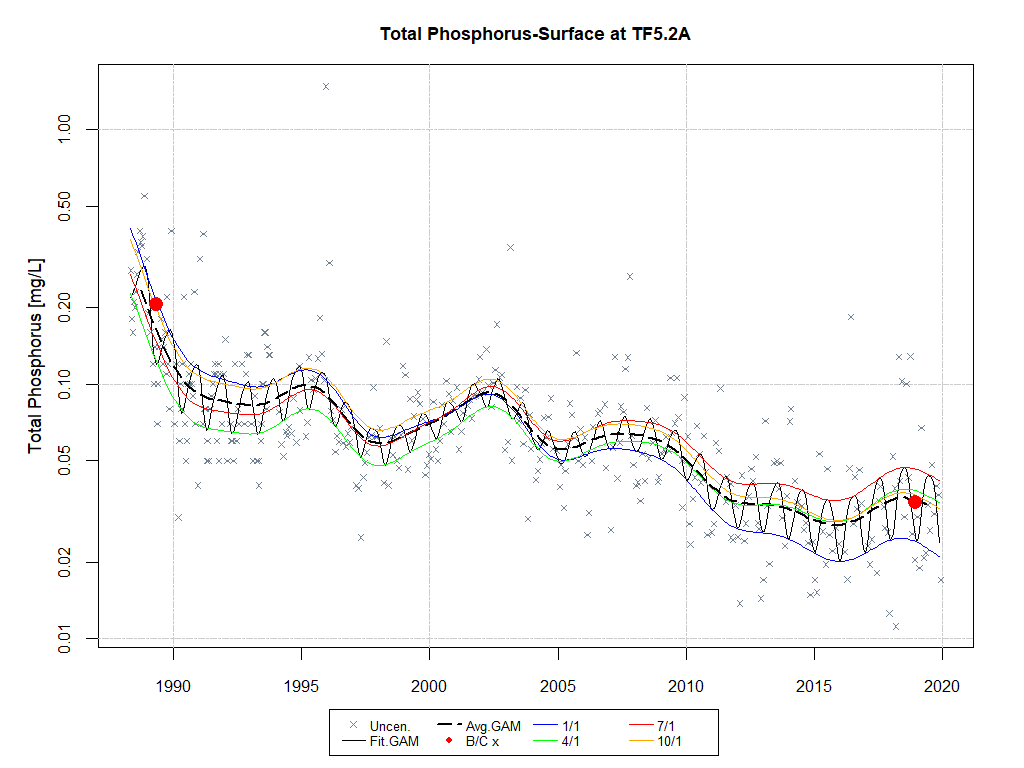 Total Phosphorus-Surface at TF5.2A
Total Phosphorus [mg/L]
1.00
0.50
0.20
0.10
0.05
0.02
0.01
1990 1995 2000 2005 2010 2015 2020
Uncen. Avg.GAM 1/1 7/1
Fit.GAM B/C x 4/1 10/1